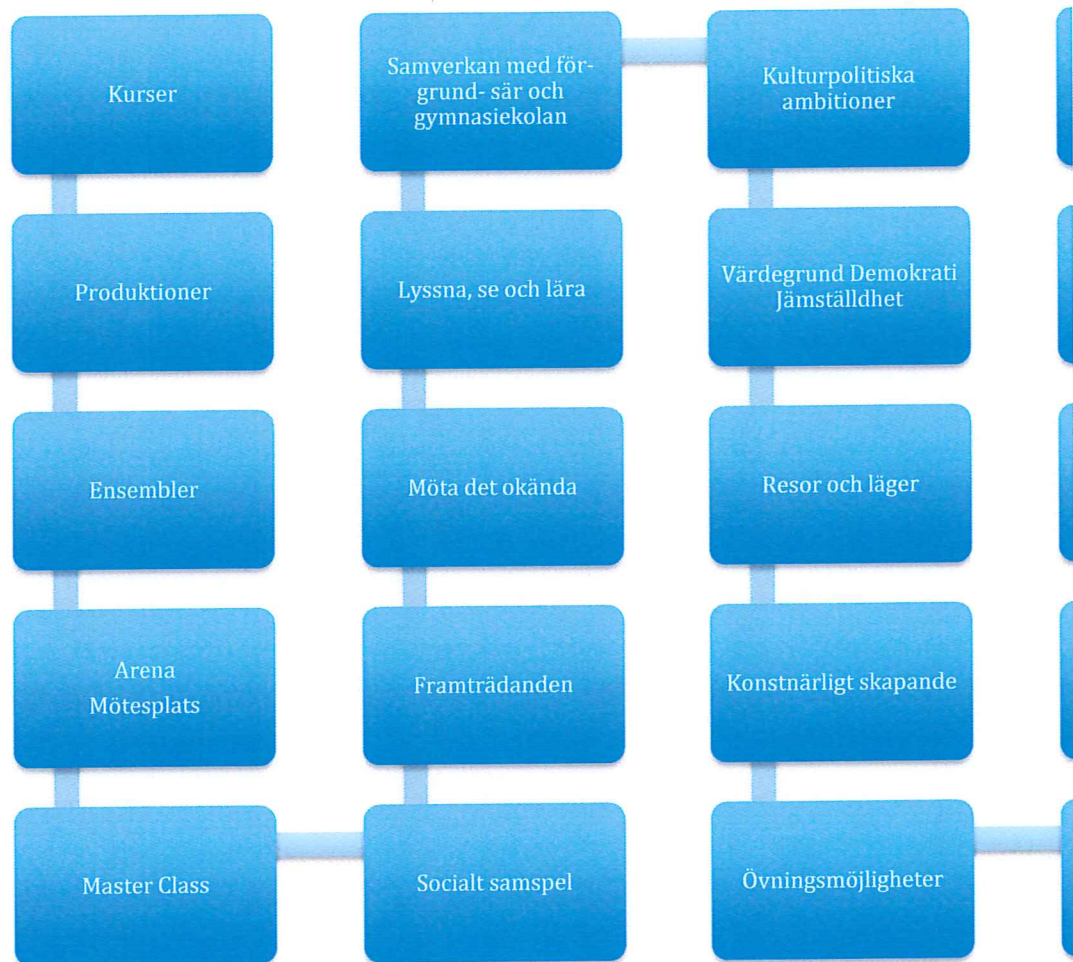 Kurser
Produktioner
Ensembler
Arena
Mötesplats
Master Class
Socialt samspel
Framträdanden
Möta det okända
Lyssna, se och lära
Samverkan med för-
grund- sär och
gymnasiekolan
Kulturpolitiska
ambitioner
Värdegrund Demokrati
Jämställdhet
Resor och läger
Konstnärligt skapande
Övningsmöjligheter